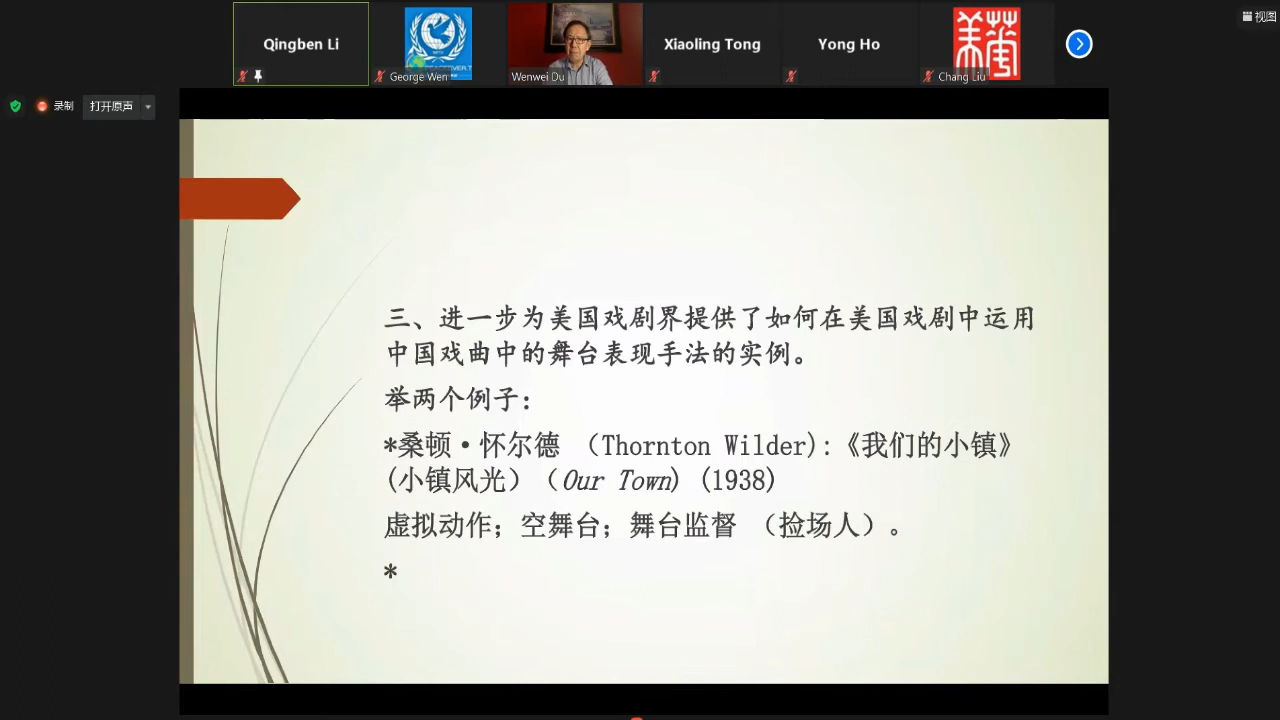 Qingben Li
George Wen
Wenwei Du
Xiaoling Tong
Yong Ho
Chang Liu
视图
录制
打开原声
三、进一步为美国戏剧界提供了如何在美国戏剧中运用
中国戏曲中的舞台表现手法的实例。
举两个例子：
*桑顿·怀尔德 （Thornton Wilder):《我们的小镇》
(小镇风光）（Our Town) (1938)
虚拟动作；空舞台；舞台监督 （捡场人）。
*